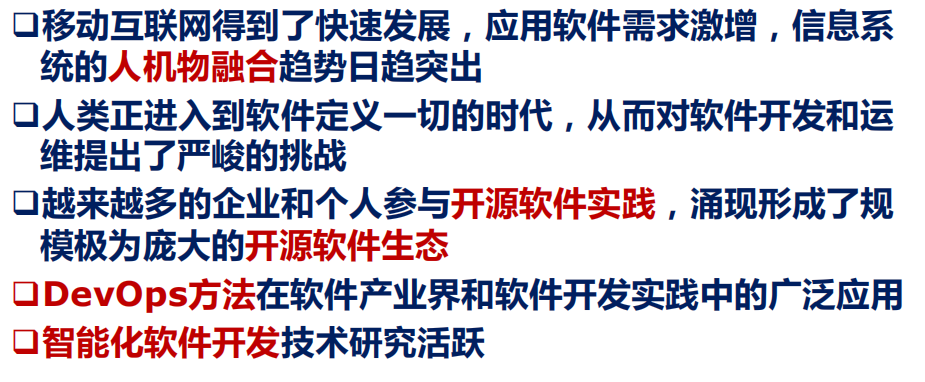 ❑移动互联网得到了快速发展，应用软件需求激增，信息系
统的人机物融合趋势日趋突出
❑人类正进入到软件定义一切的时代，从而对软件开发和运
维提出了严峻的挑战
❑越来越多的企业和个人参与开源软件实践，涌现形成了规
模极为庞大的开源软件生态
❑DevOps方法在软件产业界和软件开发实践中的广泛应用
❑智能化软件开发技术研究活跃